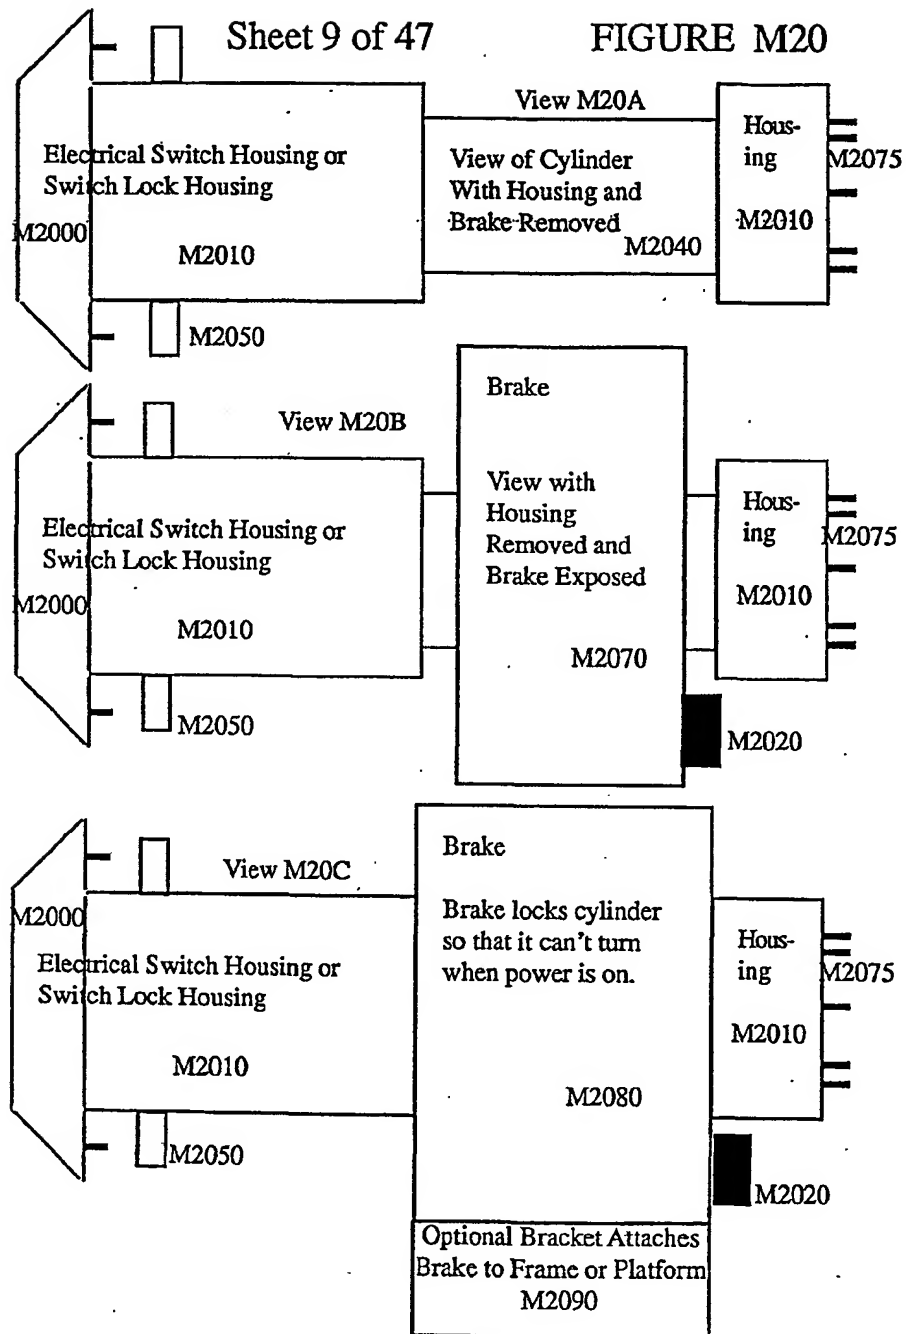 Sheet 9 of 47
FIGURE M20
View M20A
Electrical Switch Housing or
Switch Lock Housing
M2000
M2010
View of Cylinder
With Housing and
Brake Removed
M2040
Hous-
ing
M2010
M2075
M2050
View M20B
Electrical Switch Housing or
Switch Lock Housing
M2000
M2010
Brake
View with
Housing
Removed and
Brake Exposed
M2070
Hous-
ing
M2010
M2075
M2050
M2020
View M20C
M2000
Electrical Switch Housing or
Switch Lock Housing
M2010
Brake
Brake locks cylinder
so that it can't turn
when power is on.
M2080
Hous-
ing
M2010
M2075
M2050
M2020
Optional Bracket Attaches
Brake to Frame or Platform
M2090